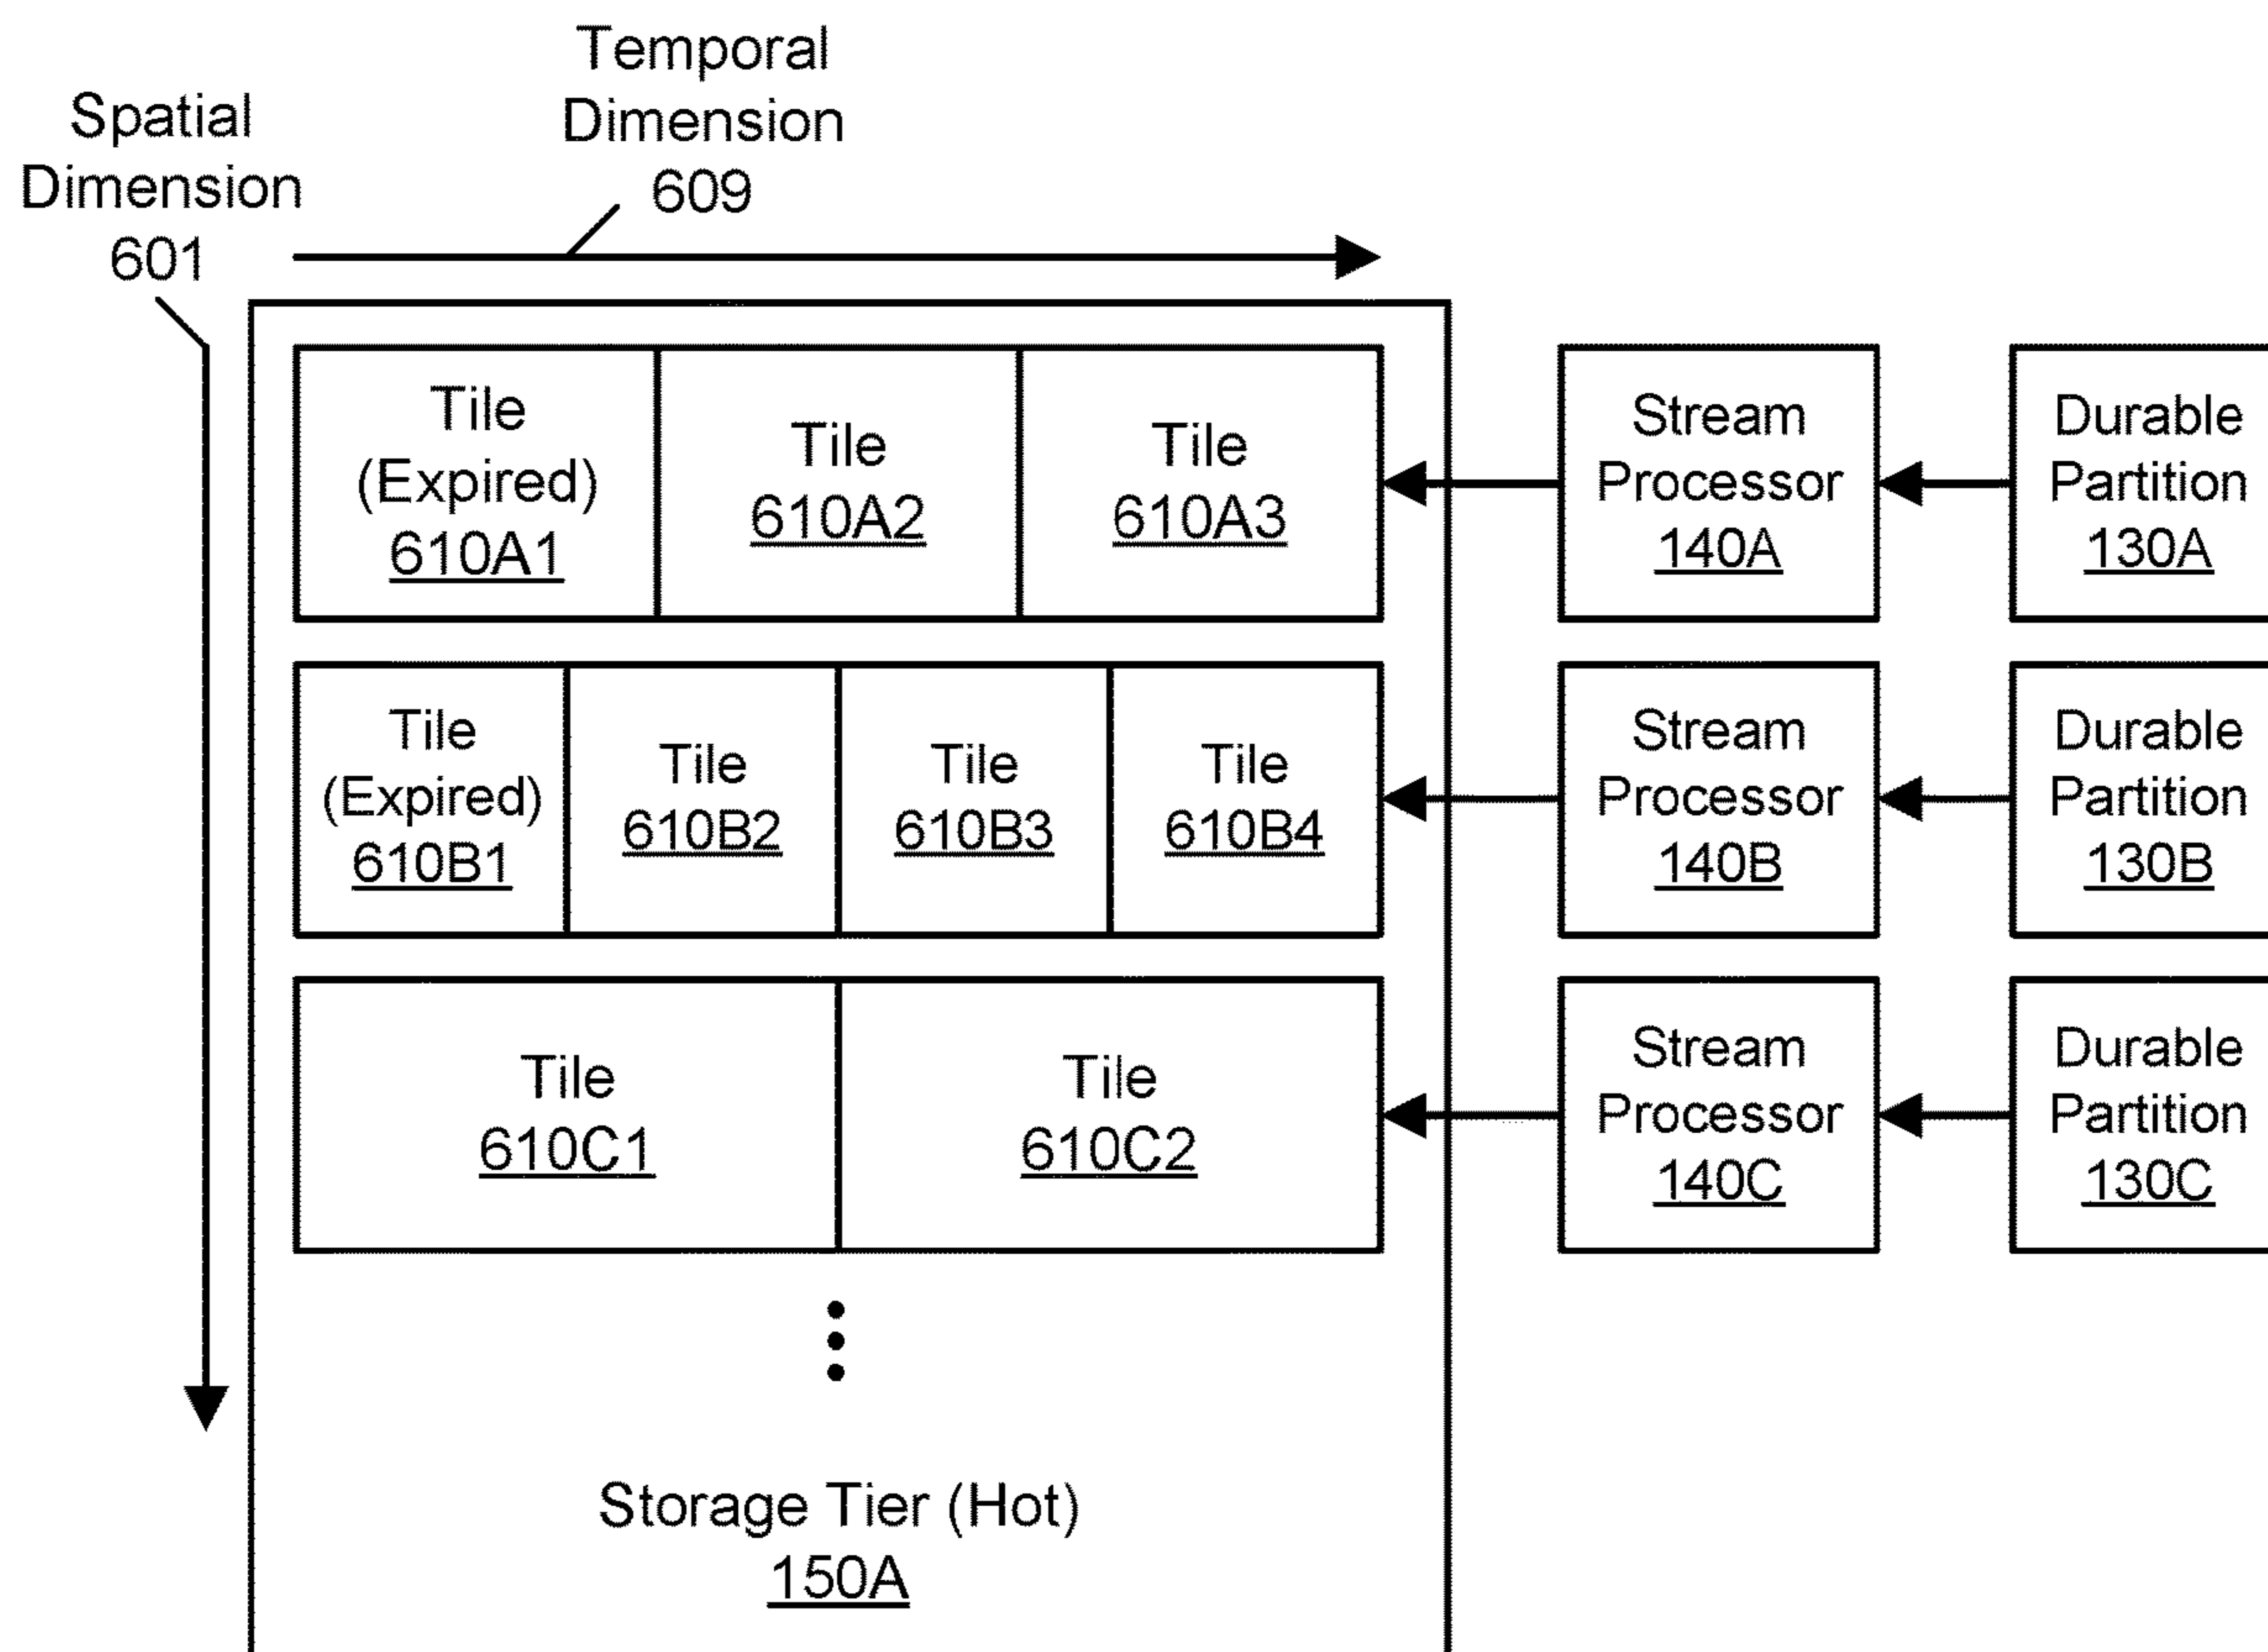 Temporal
Dimension
609
Spatial
Dimension
601
Tile
(Expired)
610A1
Tile
610A2
Tile
610A3
Stream
Processor
140A
Durable
Partition
130A
Tile
(Expired)
610B1
Tile
610B2
Tile
610B3
Tile
610B4
Stream
Processor
140B
Durable
Partition
130B
Tile
610C1
Tile
610C2
Stream
Processor
140C
Durable
Partition
130C
Storage Tier (Hot)
150A